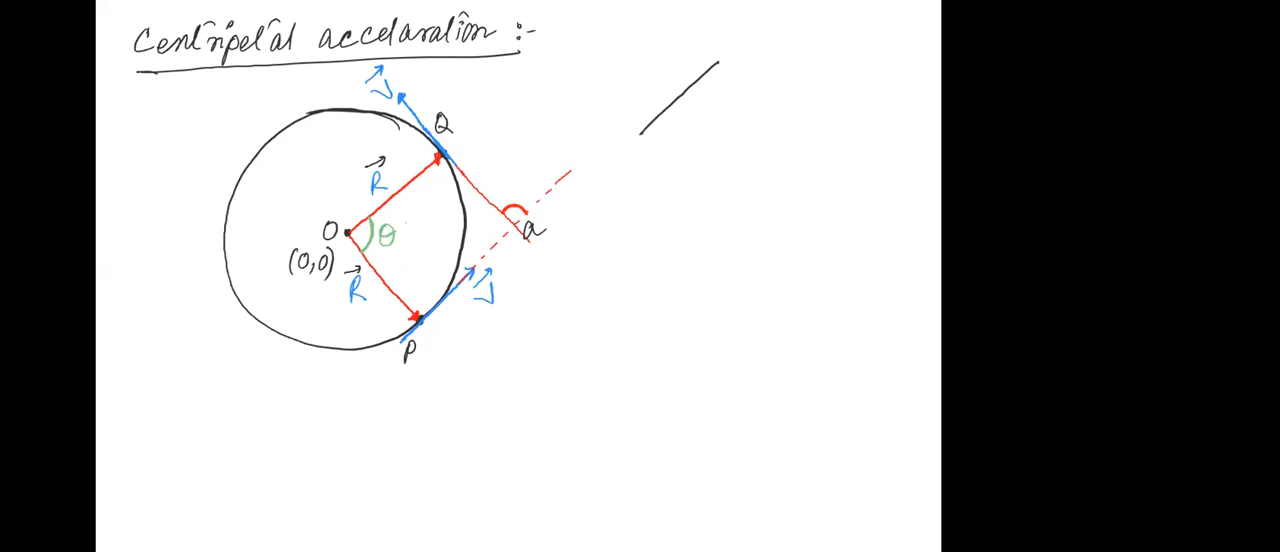 Centripetal accelaration :-
V
Q
R
O
θ
a
(0,0)
R
V
P